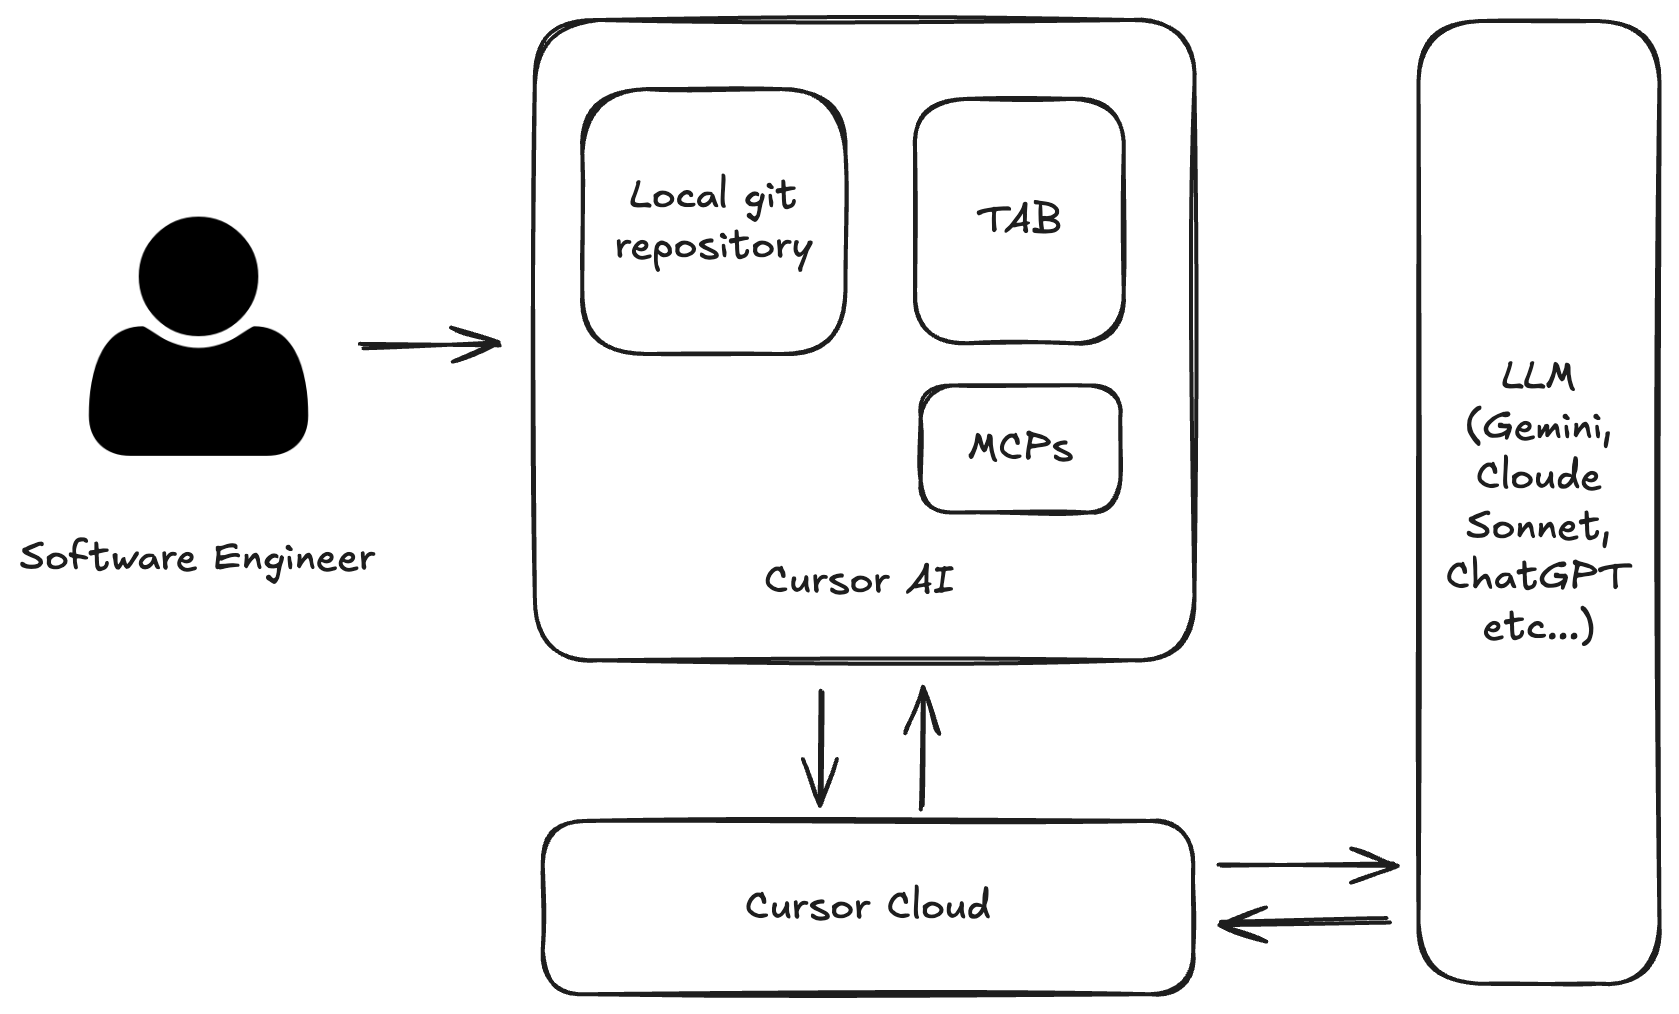 Local git
repository
TAB
MCPs
Cursor AI
Software Engineer
Cursor Cloud
LLM
(Gemini,
Cloude
Sonnet,
ChatGPT
etc...)